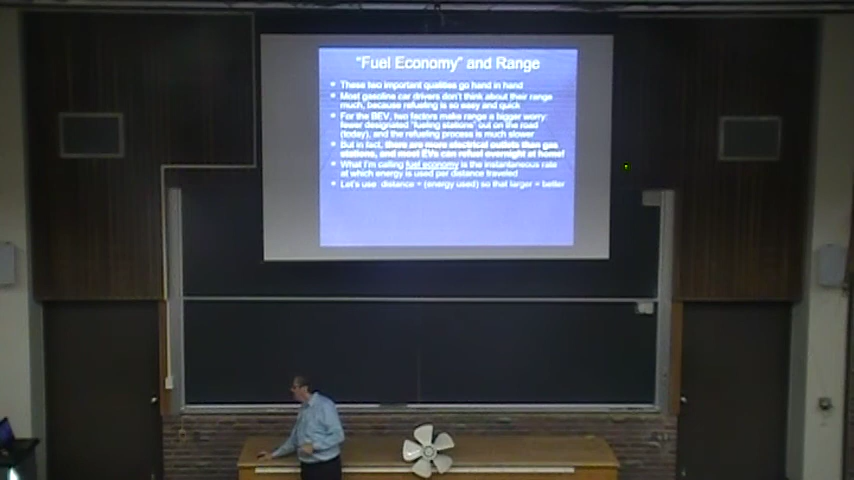 "Fuel Economy" and Range
These two important qualities go hand in hand
Most gasoline car drivers don't think about their range
much, because refueling is so easy and quick
For the BEV, two factors make range a bigger worry:
fewer designated "fueling stations" out on the road
(today), and the refueling process is much slower
But in fact, there are more electrical outlets than gas
stations, and most EVs can refuel overnight at home!
What I'm calling fuel economy is the instantaneous rate
at which energy is used per distance traveled
Let's use distance ÷ (energy used) so that larger = better